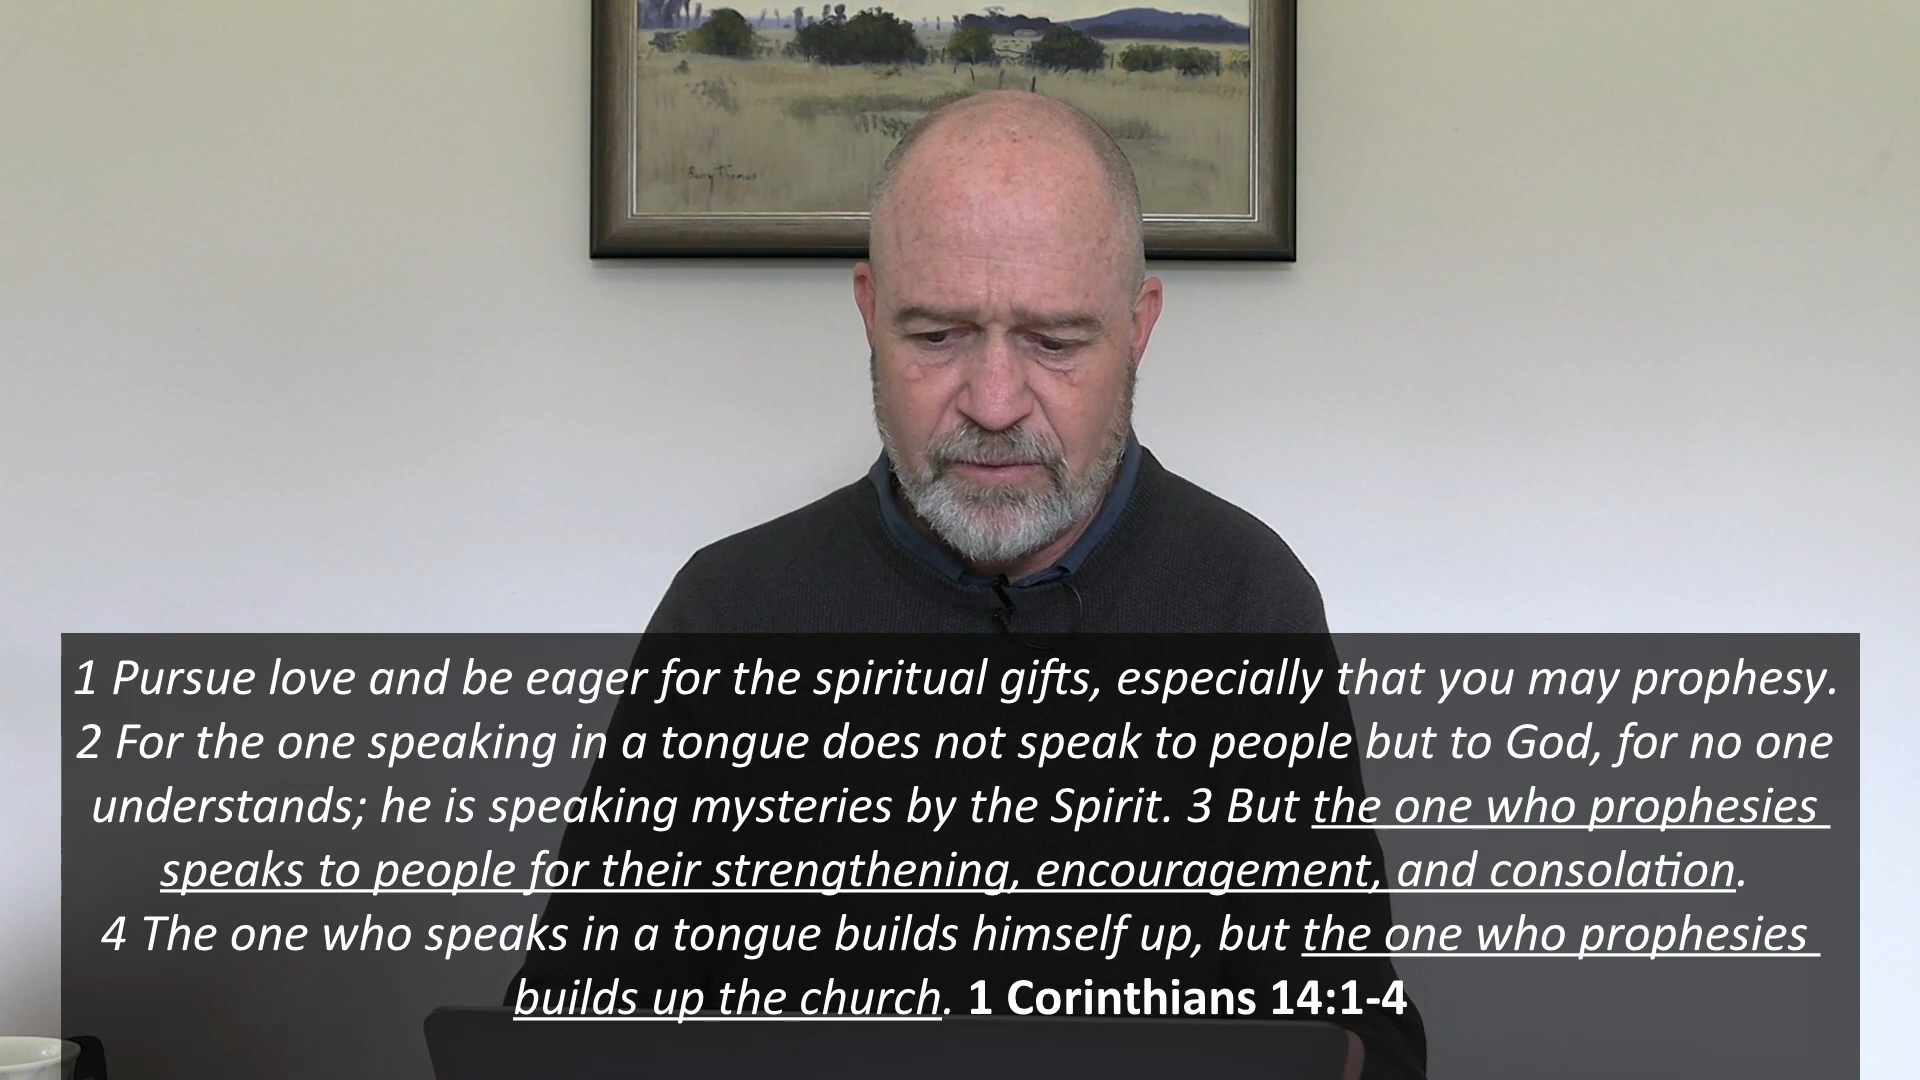 Barry Thomas
1 Pursue love and be eager for the spiritual gifts, especially that you may prophesy.
2 For the one speaking in a tongue does not speak to people but to God, for no one
understands; he is speaking mysteries by the Spirit. 3 But the one who prophesies
speaks to people for their strengthening, encouragement, and consolation.
4 The one who speaks in a tongue builds himself up, but the one who prophesies
builds up the church. 1 Corinthians 14:1-4